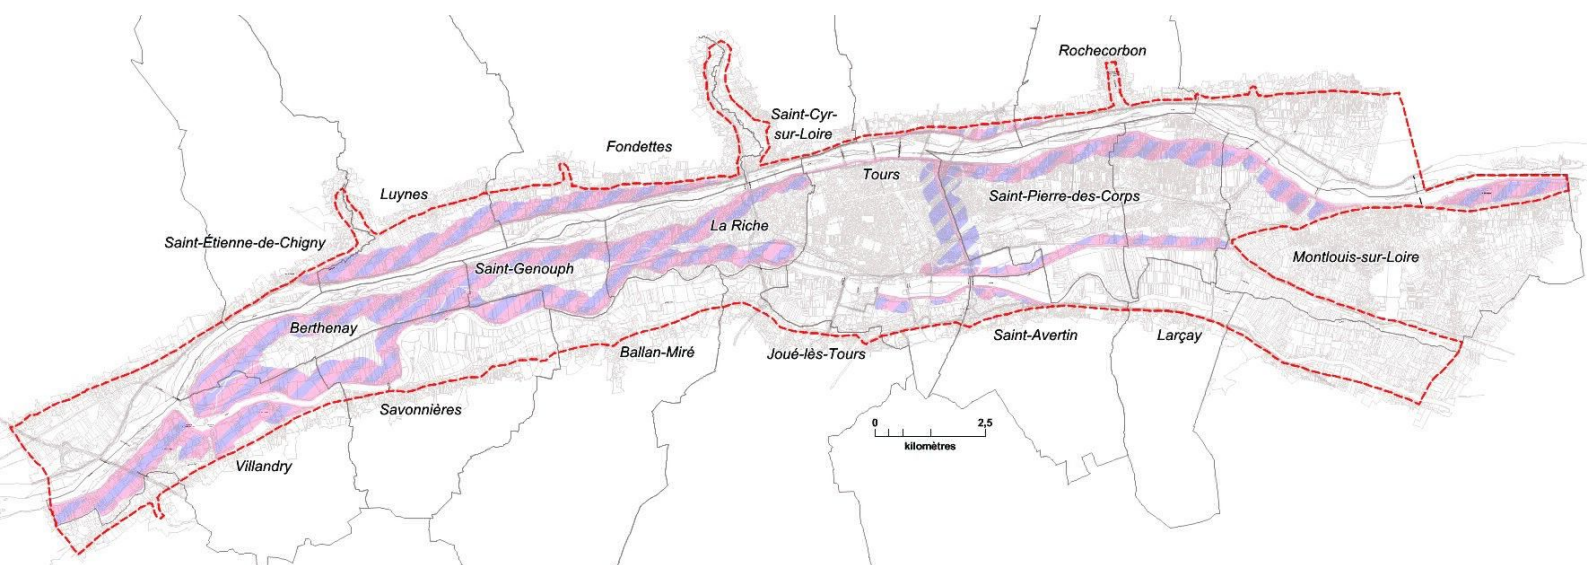 Rochecorbon
Saint-Cyr-
sur-Loire
Fondettes
Tours
Luynes
Saint-Pierre-des-Corps
La Riche
Saint-Étienne-de-Chigny
Montlouis-sur-Loire
Saint-Genouph
Berthenay
Saint-Avertin
Larçay
Ballan-Miré
Joué-lès-Tours
Savonnières
0 2,5
kilomètres
Villandry